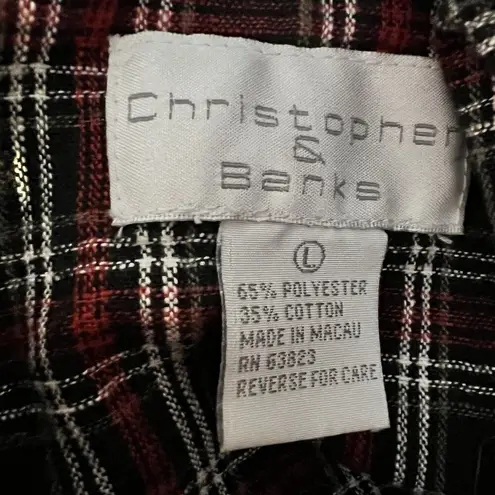 Christopher
&
Banks
L
65% POLYESTER
35% COTTON
MADE IN MACAU
RN 63823
REVERSE FOR CARE